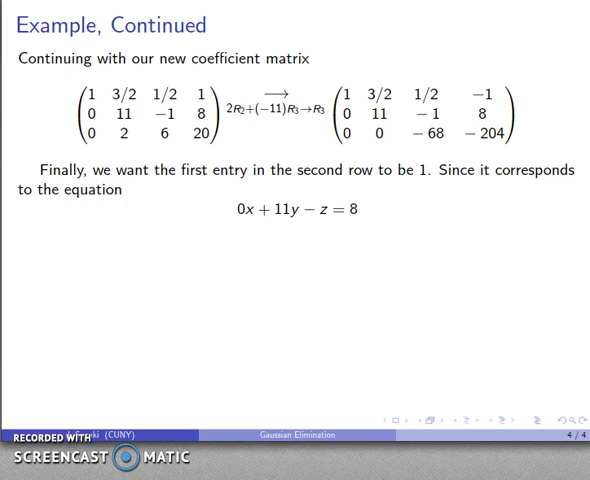 Example, Continued
Continuing with our new coefficient matrix
1 3/2 1/2 1 ⟶ 1 3/2 1/2 −1
0 11 −1 8 2R2+(−11)R3→R3 0 11 − 1 8
0 2 6 20 0 0 − 68 − 204
Finally, we want the first entry in the second row to be 1. Since it corresponds
to the equation
0x + 11y − z = 8
(CUNY) Gaussian Elimination 4 / 4
RECORDED WITH
SCREENCAST MATIC